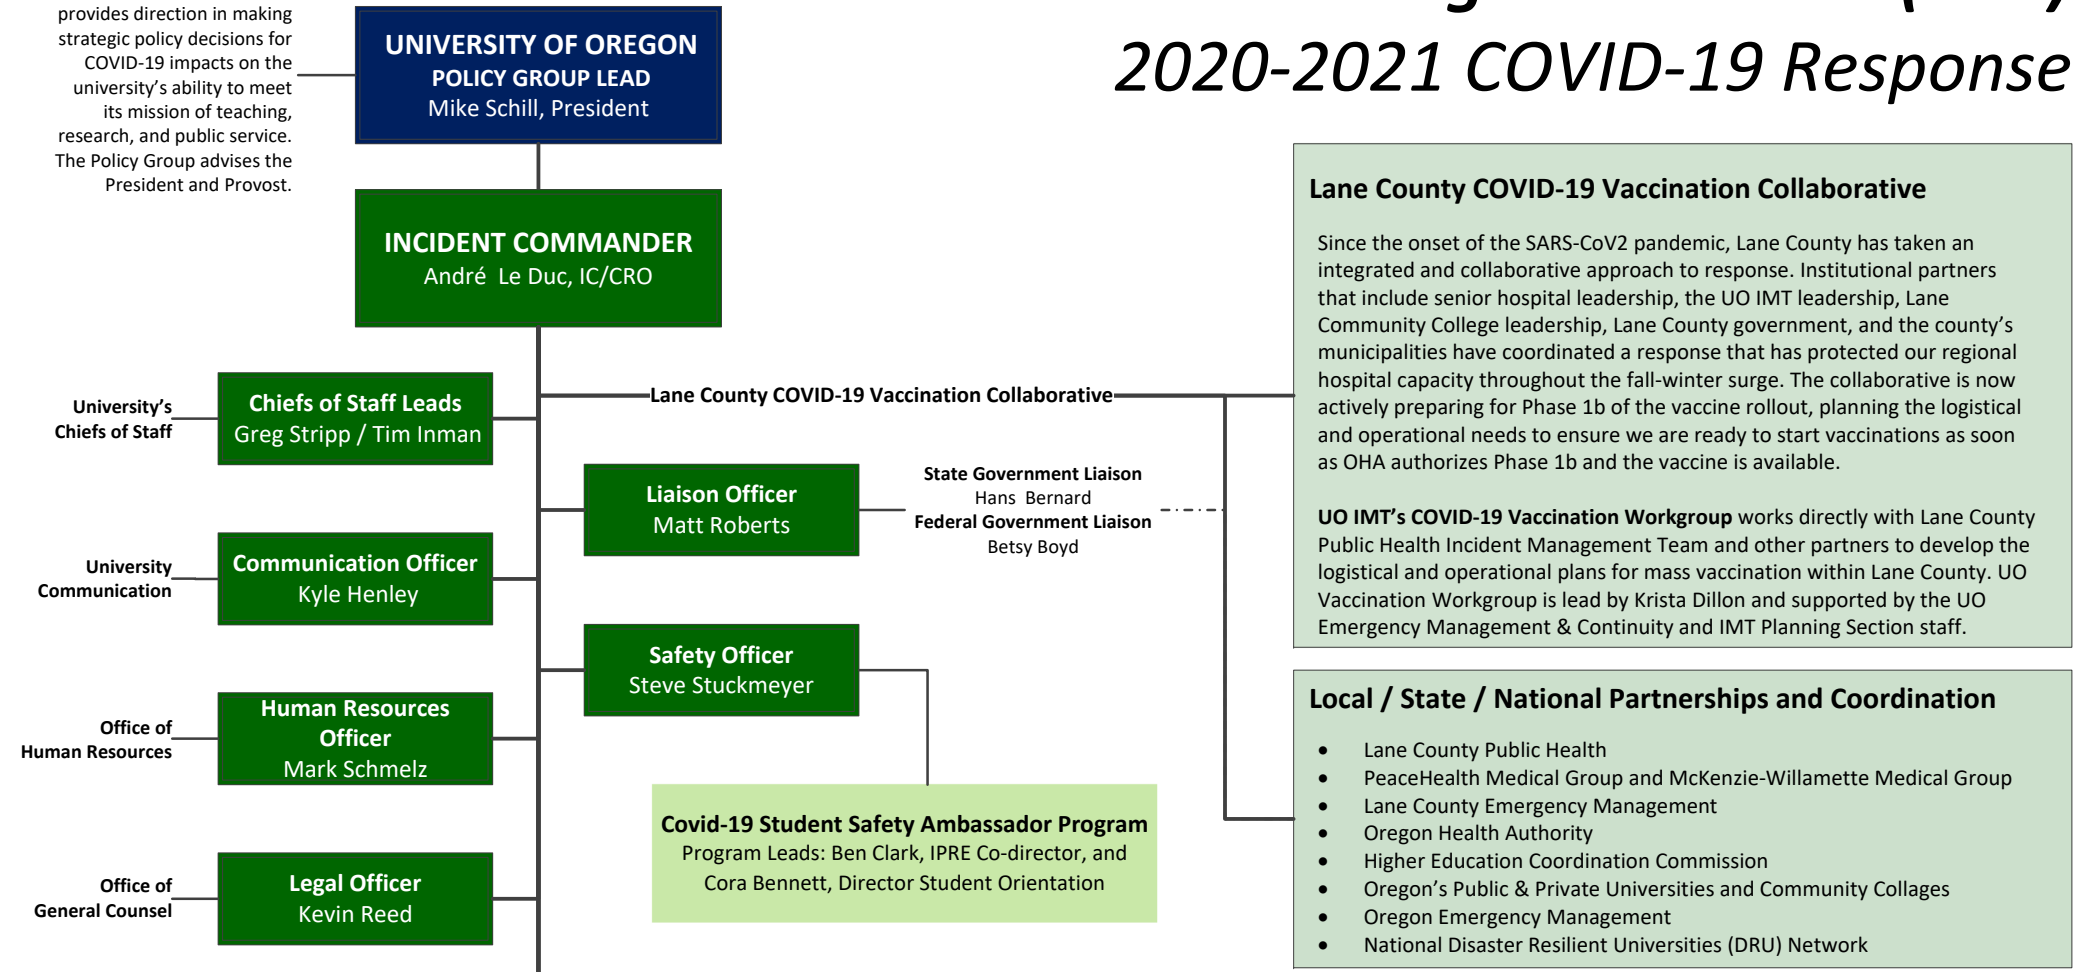 provides direction in making
strategic policy decisions for
COVID-19 impacts on the
university's ability to meet
its mission of teaching,
research, and public service.
The Policy Group advises the
President and Provost.
UNIVERSITY OF OREGON
POLICY GROUP LEAD
Mike Schill, President
2020-2021 COVID-19 Response
INCIDENT COMMANDER
André  Le Duc, IC/CRO
University's
Chiefs of Staff
Chiefs of Staff Leads
Greg Stripp / Tim Inman
Lane County COVID-19 Vaccination Collaborative
Liaison Officer
Matt Roberts
State Government Liaison
Hans  Bernard
Federal Government Liaison
Betsy Boyd
University
Communication
Communication Officer
Kyle Henley
Safety Officer
Steve Stuckmeyer
Office of
Human Resources
Human Resources
Officer
Mark Schmelz
Covid-19 Student Safety Ambassador Program
Program Leads: Ben Clark, IPRE Co-director, and
Cora Bennett, Director Student Orientation
Office of
General Counsel
Legal Officer
Kevin Reed
Lane County COVID-19 Vaccination Collaborative
Since the onset of the SARS-CoV2 pandemic, Lane County has taken an
integrated and collaborative approach to response. Institutional partners
that include senior hospital leadership, the UO IMT leadership, Lane
Community College leadership, Lane County government, and the county's
municipalities have coordinated a response that has protected our regional
hospital capacity throughout the fall-winter surge. The collaborative is now
actively preparing for Phase 1b of the vaccine rollout, planning the logistical
and operational needs to ensure we are ready to start vaccinations as soon
as OHA authorizes Phase 1b and the vaccine is available.
UO IMT's COVID-19 Vaccination Workgroup works directly with Lane County
Public Health Incident Management Team and other partners to develop the
logistical and operational plans for mass vaccination within Lane County. UO
Vaccination Workgroup is lead by Krista Dillon and supported by the UO
Emergency Management & Continuity and IMT Planning Section staff.
Local / State / National Partnerships and Coordination
• Lane County Public Health
• PeaceHealth Medical Group and McKenzie-Willamette Medical Group
• Lane County Emergency Management
• Oregon Health Authority
• Higher Education Coordination Commission
• Oregon's Public & Private Universities and Community Collages
• Oregon Emergency Management
• National Disaster Resilient Universities (DRU) Network